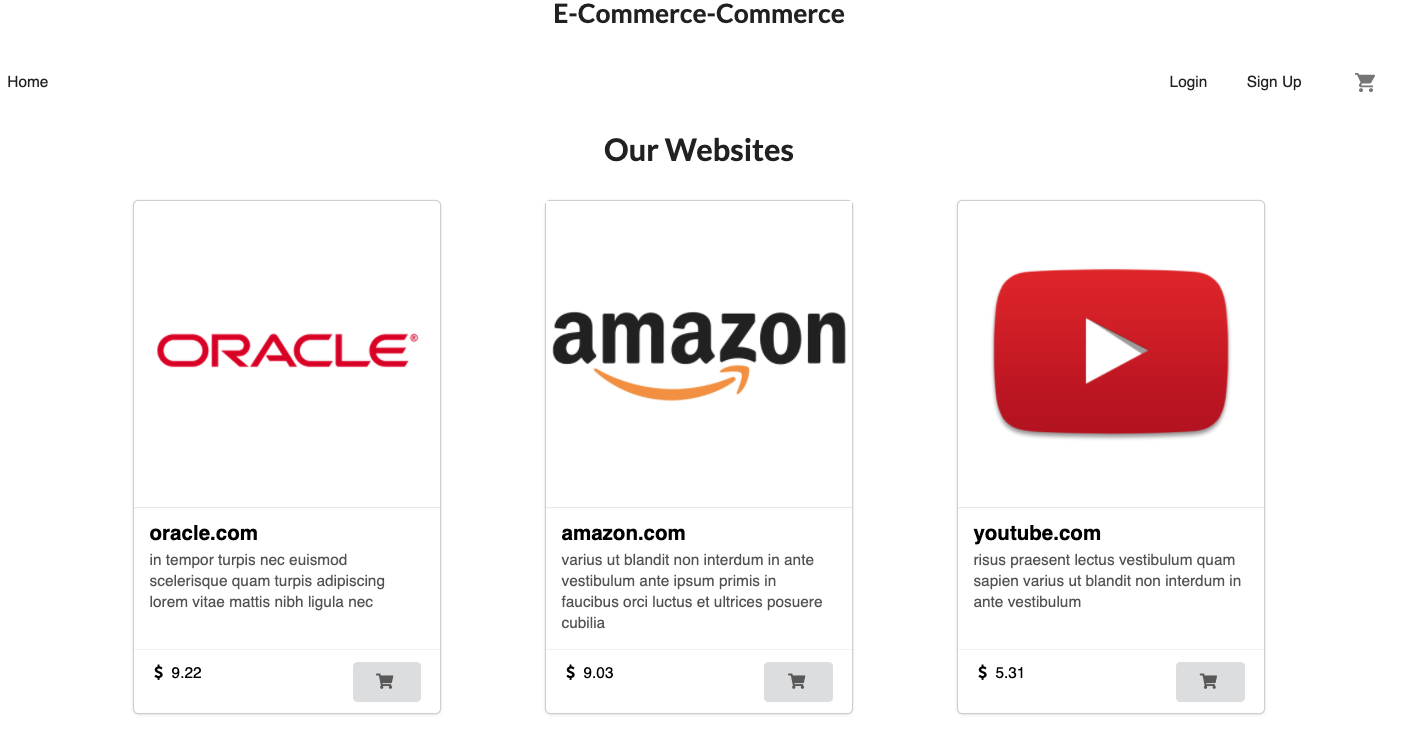 E-Commerce-Commerce
Home
Login
Sign Up
Our Websites
ORACLE®
amazon
oracle.com
in tempor turpis nec euismod
scelerisque quam turpis adipiscing
lorem vitae mattis nibh ligula nec
$ 9.22
amazon.com
varius ut blandit non interdum in ante
vestibulum ante ipsum primis in
faucibus orci luctus et ultrices posuere
cubilia
$ 9.03
youtube.com
risus praesent lectus vestibulum quam
sapien varius ut blandit non interdum in
ante vestibulum
$ 5.31